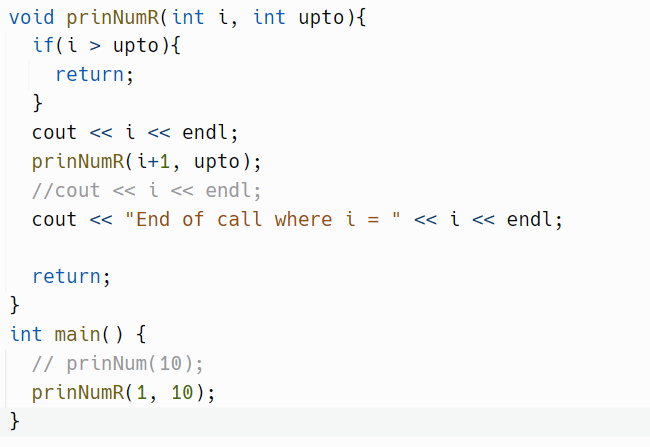 void prinNumR(int i, int upto){
  if(i > upto){
    return;
  }
  cout << i << endl;
  prinNumR(i+1, upto);
  //cout << i << endl;
  cout << "End of call where i = " << i << endl;

  return;
}
int main() {
  // prinNum(10);
  prinNumR(1, 10);
}